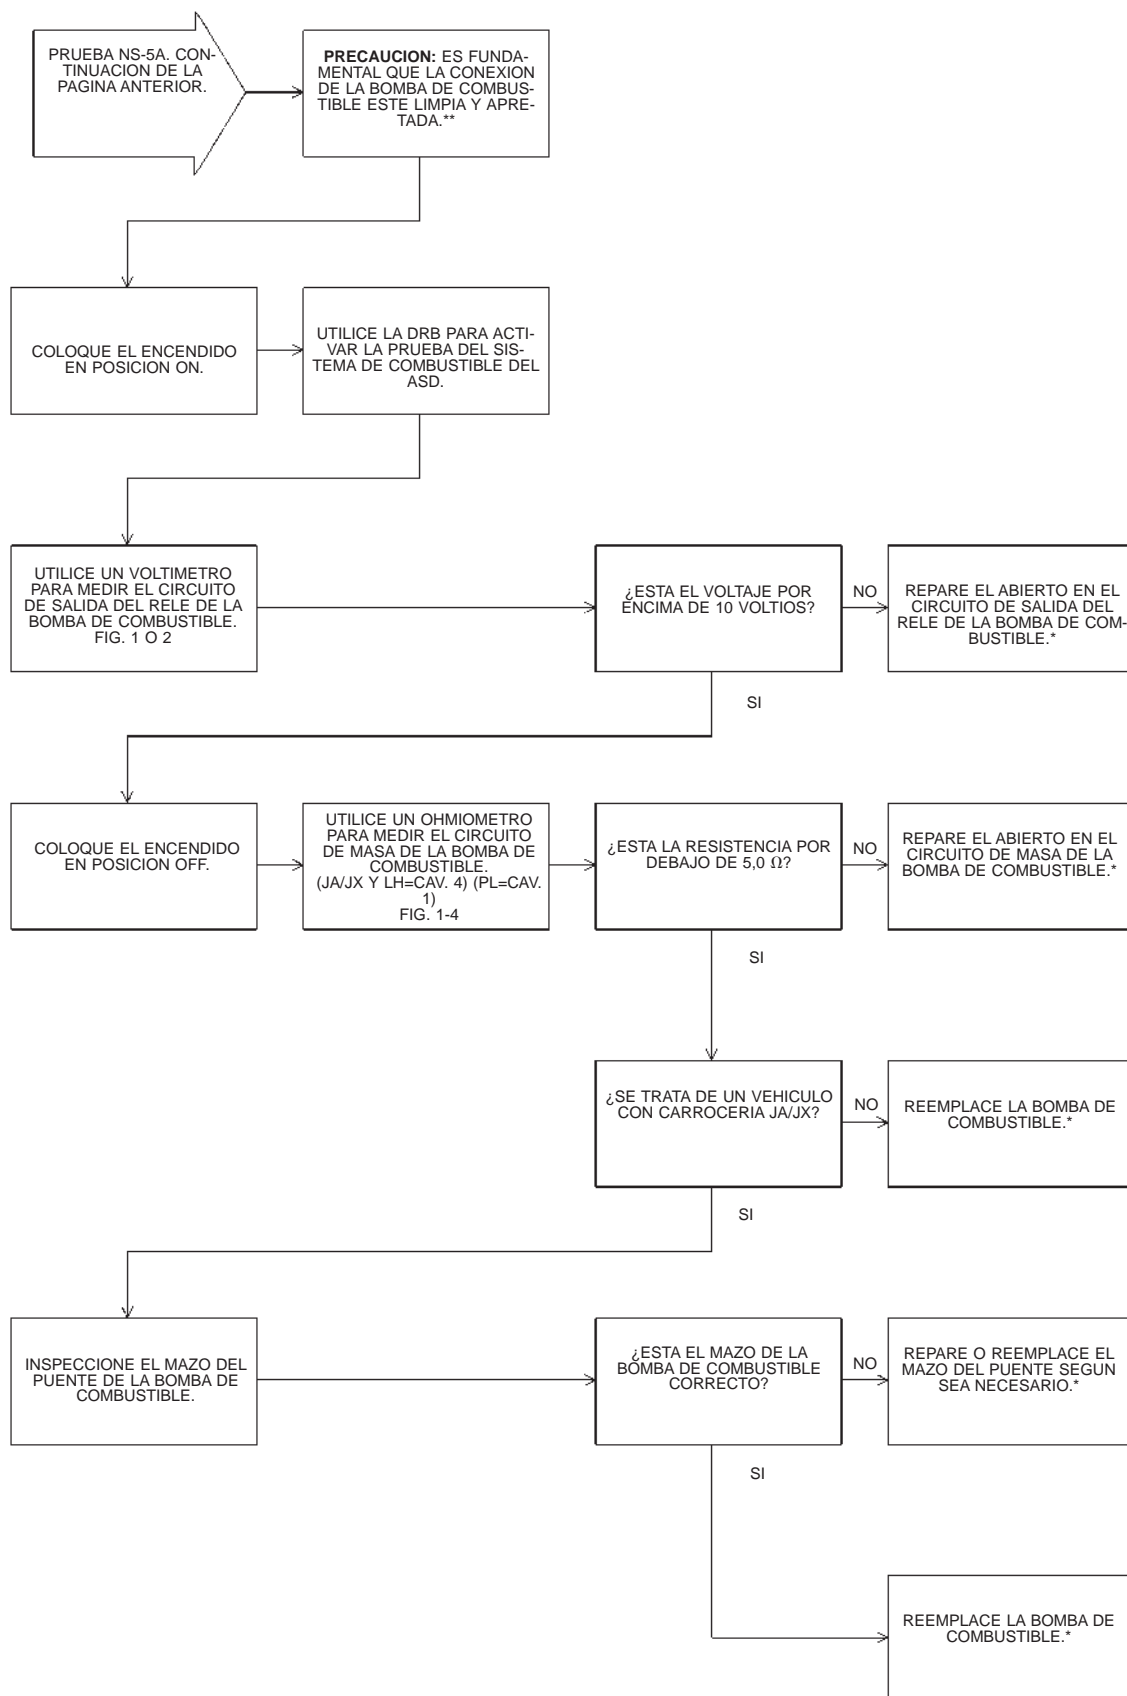 PRUEBA NS-5A. CON-
TINUACION DE LA
PAGINA ANTERIOR.
PRECAUCION: ES FUNDA-
MENTAL QUE LA CONEXION
DE LA BOMBA DE COMBUS-
TIBLE ESTE LIMPIA Y APRE-
TADA.**
COLOQUE EL ENCENDIDO
EN POSICION ON.
UTILICE LA DRB PARA ACTI-
VAR LA PRUEBA DEL SIS-
TEMA DE COMBUSTIBLE DEL
ASD.
UTILICE UN VOLTIMETRO
PARA MEDIR EL CIRCUITO
DE SALIDA DEL RELE DE LA
BOMBA DE COMBUSTIBLE.
FIG. 1 O 2
¿ESTA EL VOLTAJE POR
ENCIMA DE 10 VOLTIOS?
NO
REPARE EL ABIERTO EN EL
CIRCUITO DE SALIDA DEL
RELE DE LA BOMBA DE COM-
BUSTIBLE.*
SI
COLOQUE EL ENCENDIDO
EN POSICION OFF.
UTILICE UN OHMIOMETRO
PARA MEDIR EL CIRCUITO
DE MASA DE LA BOMBA DE
COMBUSTIBLE.
(JA/JX Y LH=CAV. 4) (PL=CAV.
1)
FIG. 1-4
¿ESTA LA RESISTENCIA POR
DEBAJO DE 5,0 Ω?
NO
REPARE EL ABIERTO EN EL
CIRCUITO DE MASA DE LA
BOMBA DE COMBUSTIBLE.*
SI
¿SE TRATA DE UN VEHICULO
CON CARROCERIA JA/JX?
NO
REEMPLACE LA BOMBA DE
COMBUSTIBLE.*
SI
INSPECCIONE EL MAZO DEL
PUENTE DE LA BOMBA DE
COMBUSTIBLE.
¿ESTA EL MAZO DE LA
BOMBA DE COMBUSTIBLE
CORRECTO?
NO
REPARE O REEMPLACE EL
MAZO DEL PUENTE SEGUN
SEA NECESARIO.*
SI
REEMPLACE LA BOMBA DE
COMBUSTIBLE.*